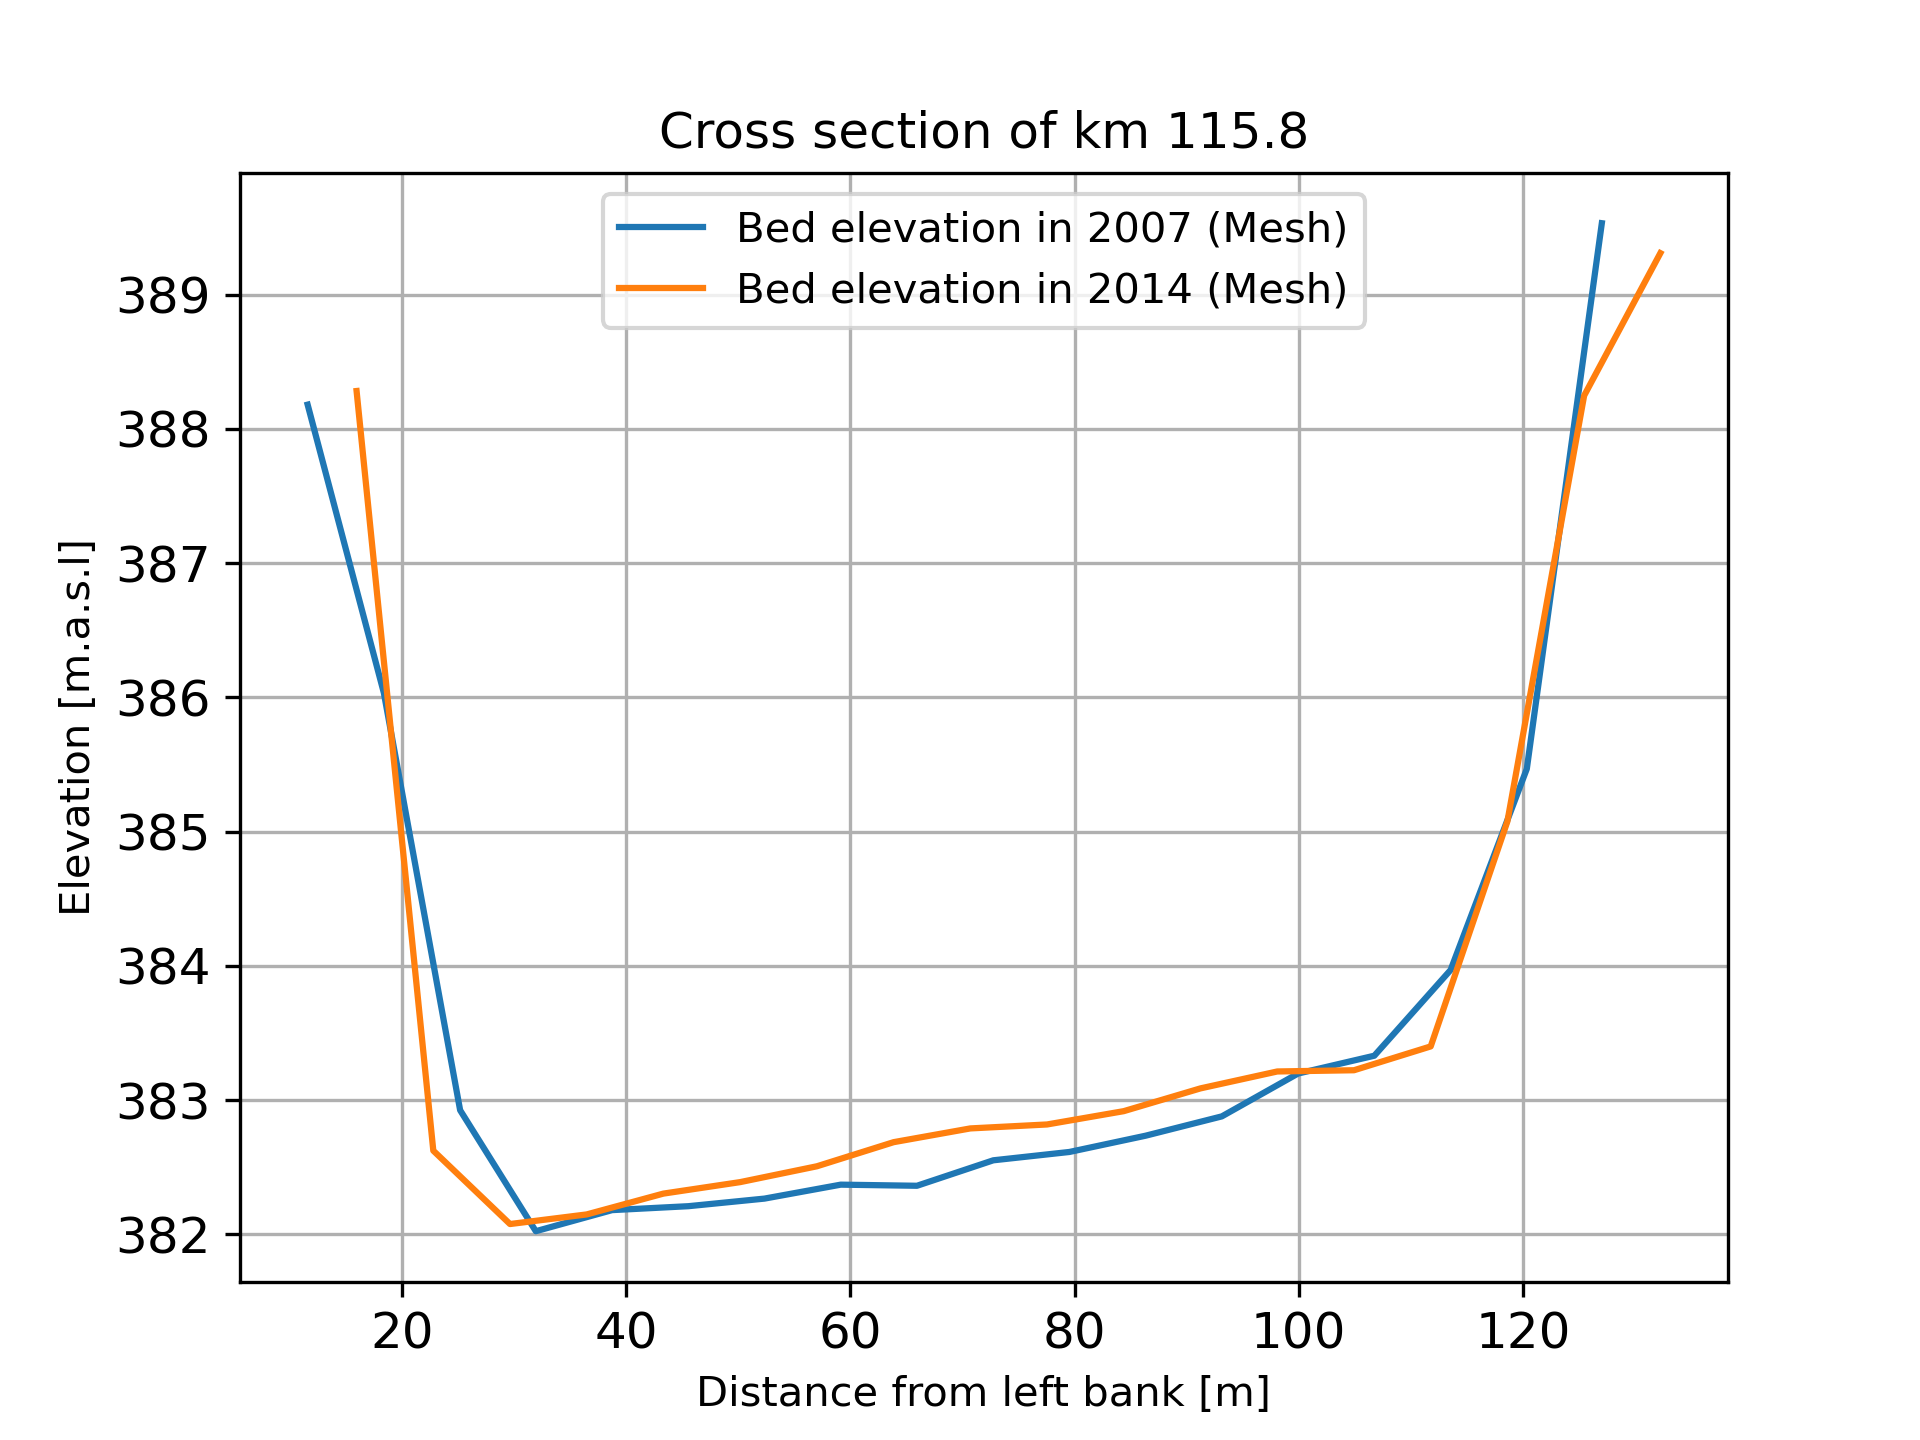 Cross section of km 115.8
Bed elevation in 2007 (Mesh)
Bed elevation in 2014 (Mesh)
389
388
387
386
385
384
383
382
Elevation [m.a.s.l]
20 40 60 80 100 120
Distance from left bank [m]